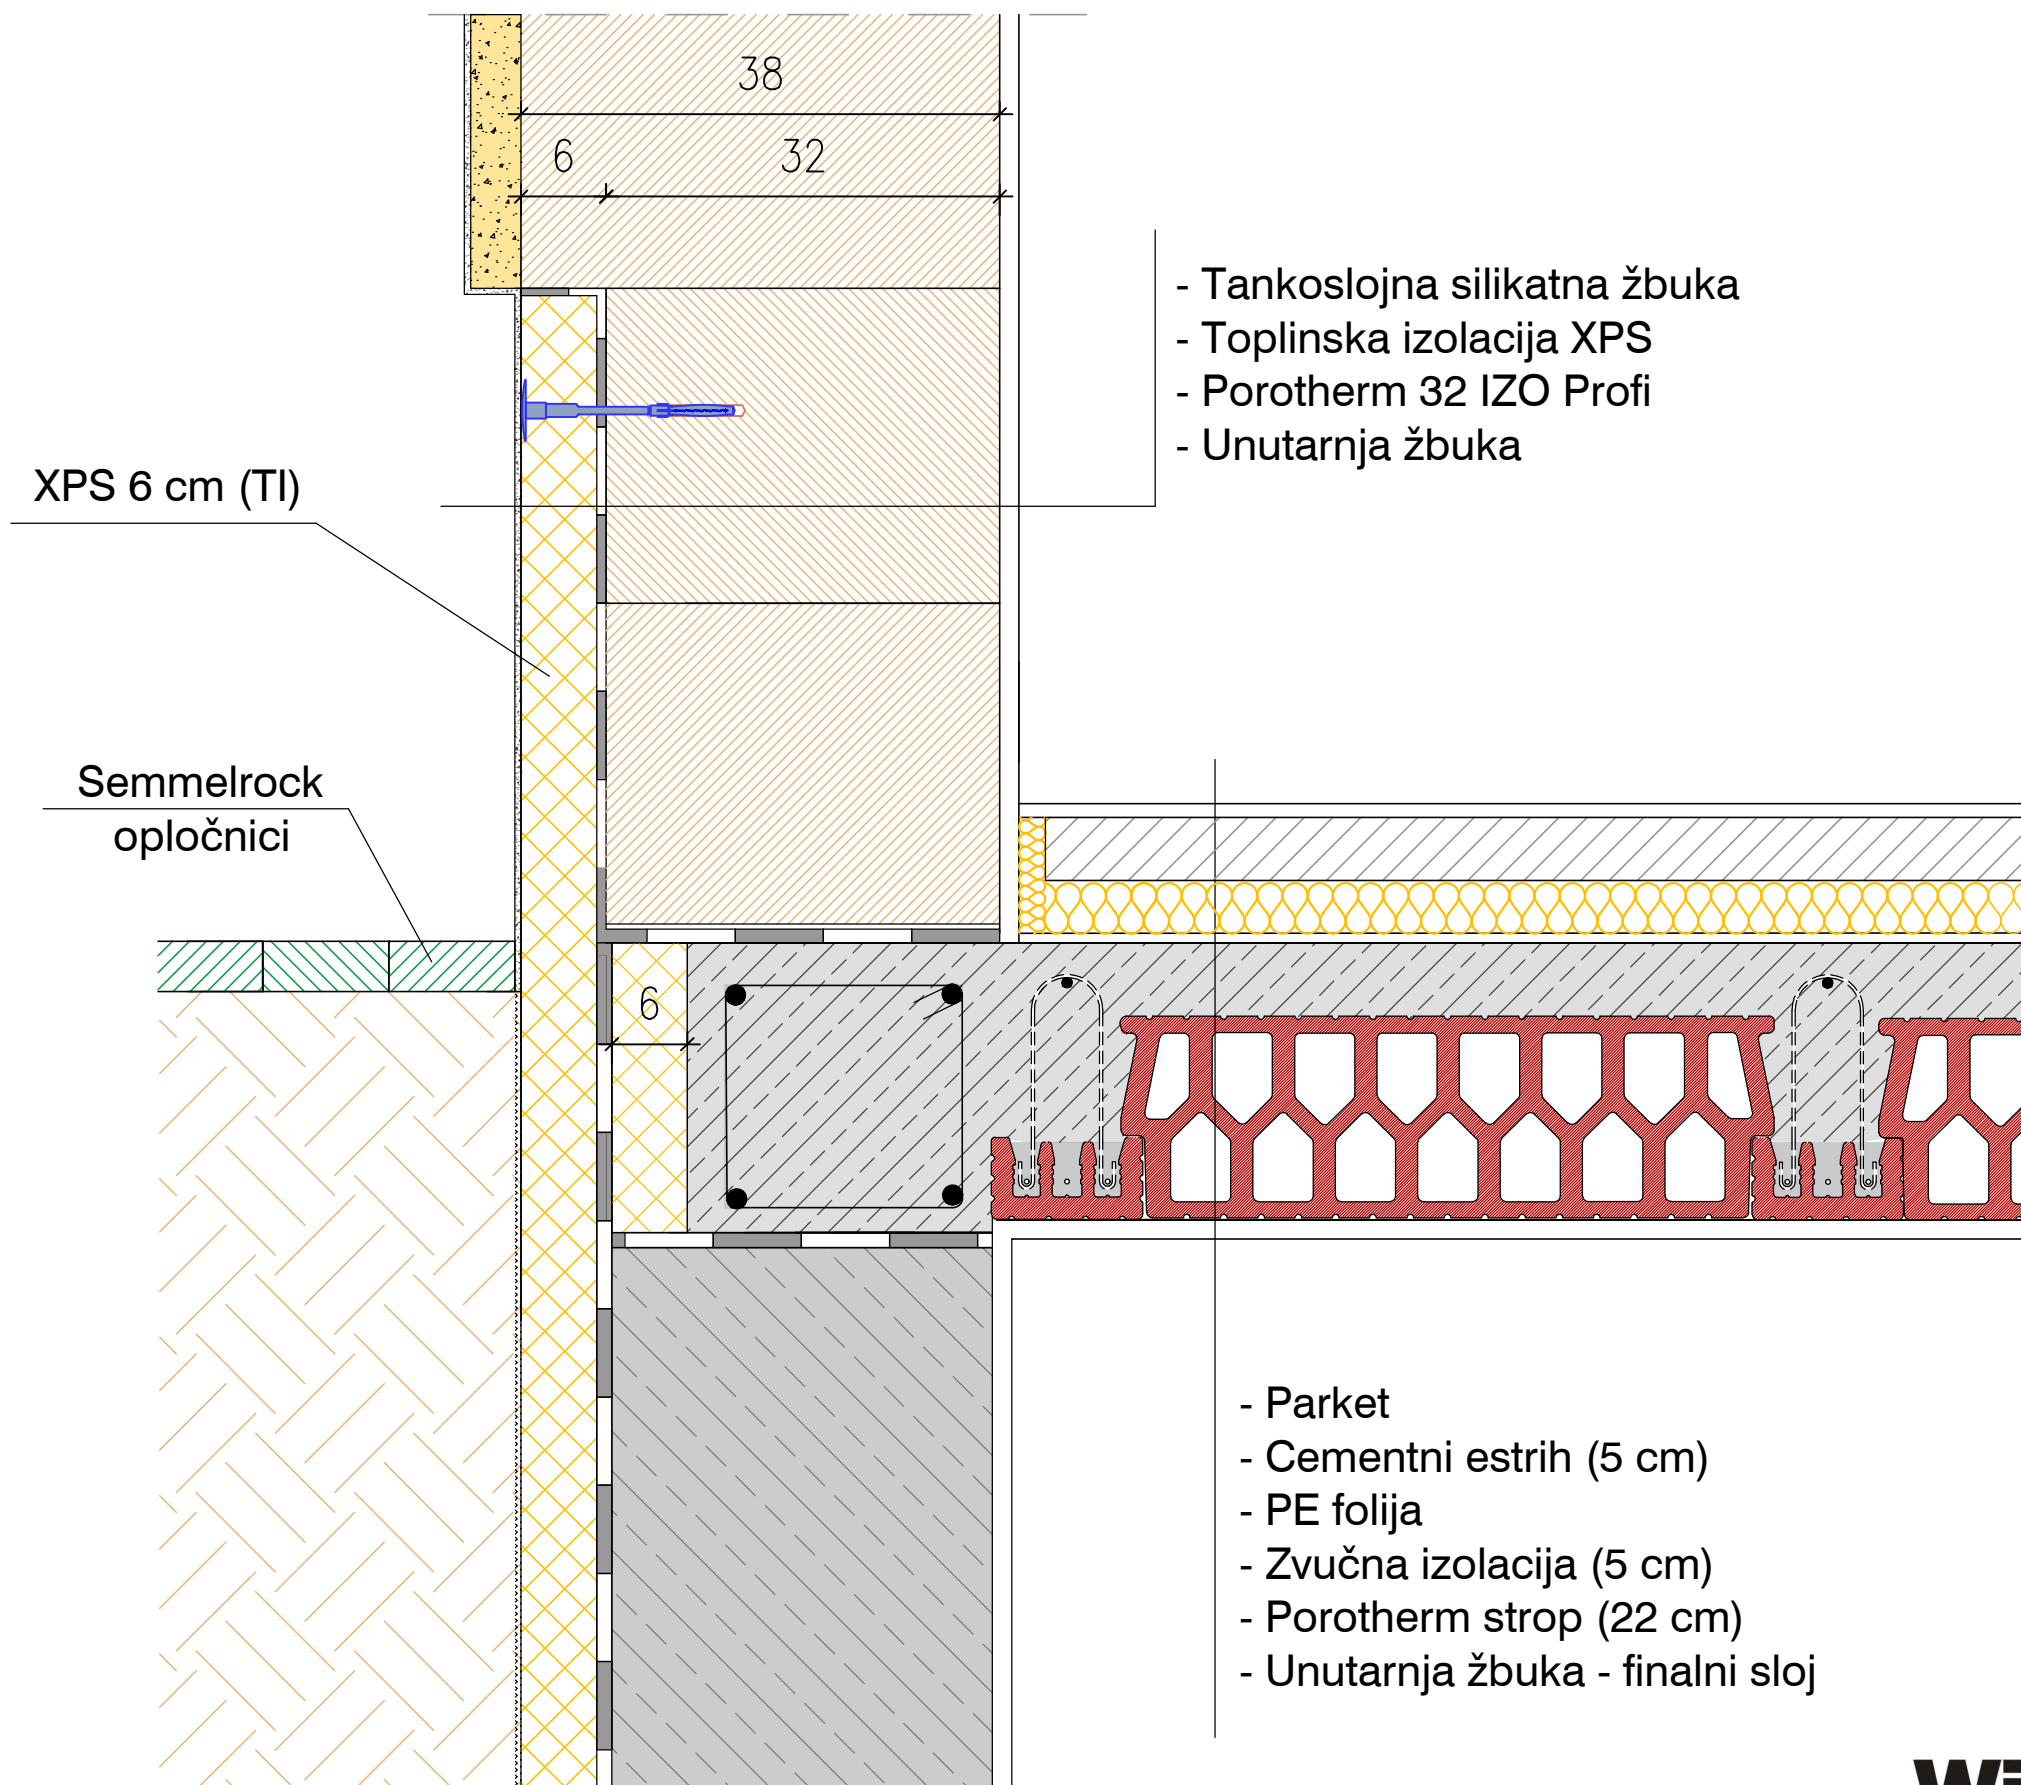 38
6
32
- Tankoslojna silikatna žbuka
- Toplinska izolacija XPS
- Porotherm 32 IZO Profi
- Unutarnja žbuka
XPS 6 cm (TI)
Semmelrock
opločnici
6
- Parket
- Cementni estrih (5 cm)
- PE folija
- Zvučna izolacija (5 cm)
- Porotherm strop (22 cm)
- Unutarnja žbuka - finalni sloj